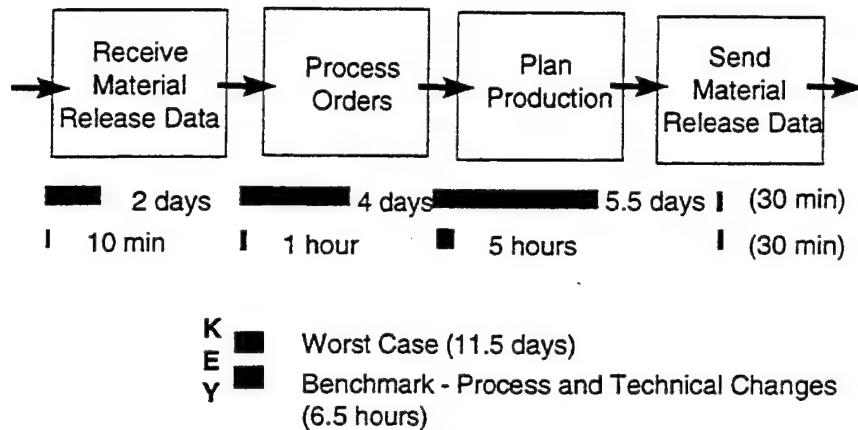 Receive
Material
Release Data
Process
Orders
Plan
Production
Send
Material
Release Data
2 days
4 days
5.5 days
(30 min)
10 min
1 hour
5 hours
(30 min)
KEY
Worst Case (11.5 days)
Benchmark - Process and Technical Changes
(6.5 hours)